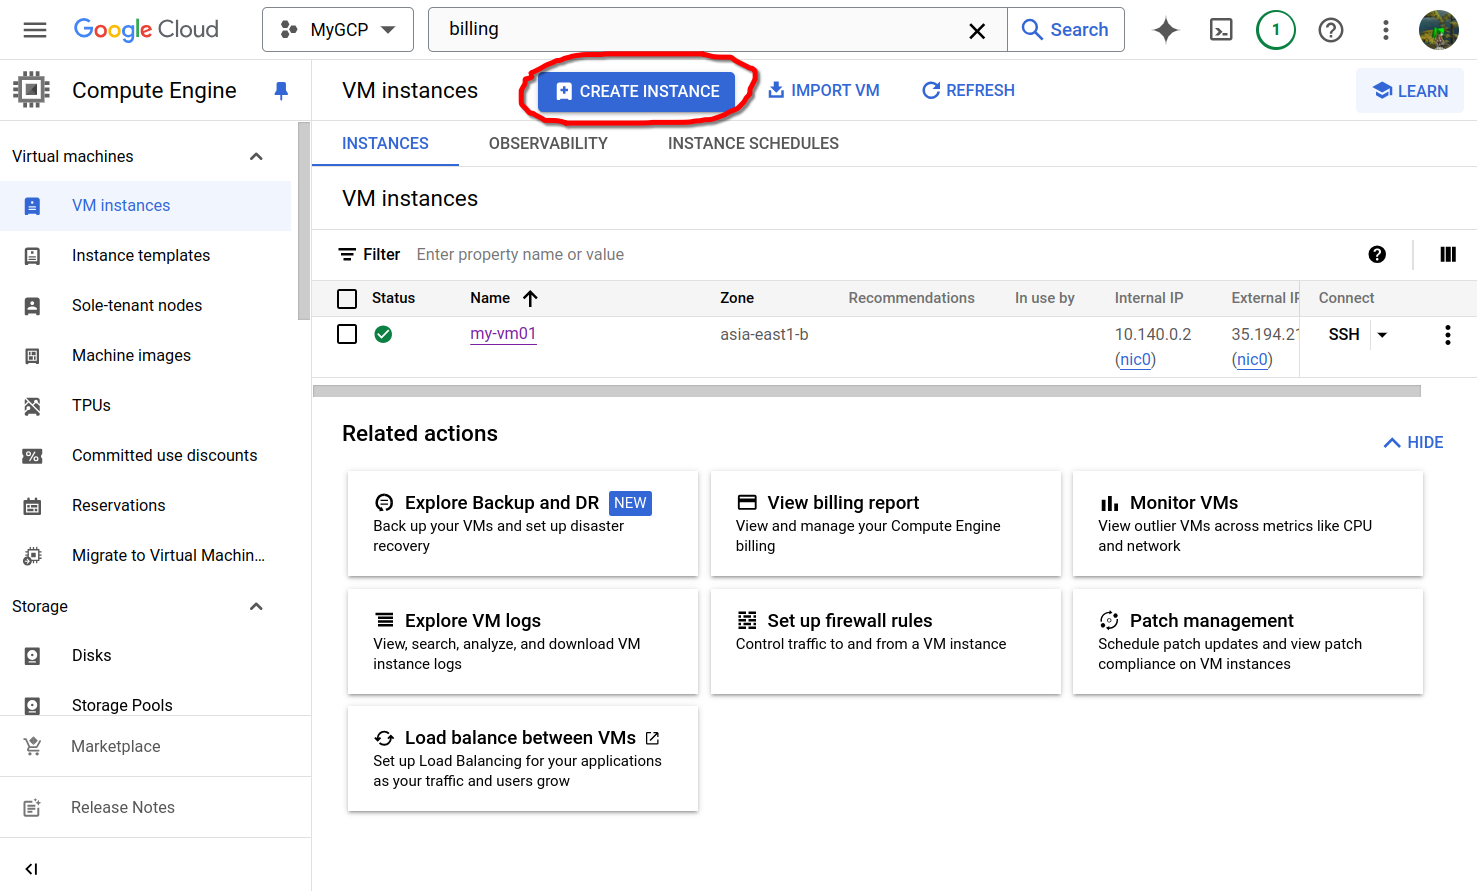 Google Cloud
MyGCP
billing
Search
1
Compute Engine
VM instances
CREATE INSTANCE
IMPORT VM
REFRESH
LEARN
Virtual machines
VM instances
Instance templates
Sole-tenant nodes
Machine images
TPUs
Committed use discounts
Reservations
Migrate to Virtual Machin...
Storage
Disks
Storage Pools
Marketplace
Release Notes
INSTANCES OBSERVABILITY INSTANCE SCHEDULES
VM instances
Filter Enter property name or value
Status Name Zone Recommendations In use by Internal IP External IP Connect
my-vm01 asia-east1-b 10.140.0.2 35.194.21 SSH
(nic0) (nic0)
Related actions
HIDE
Explore Backup and DR NEW
Back up your VMs and set up disaster
recovery
View billing report
View and manage your Compute Engine
billing
Monitor VMs
View outlier VMs across metrics like CPU
and network
Explore VM logs
View, search, analyze, and download VM
instance logs
Set up firewall rules
Control traffic to and from a VM instance
Patch management
Schedule patch updates and view patch
compliance on VM instances
Load balance between VMs
Set up Load Balancing for your applications
as your traffic and users grow